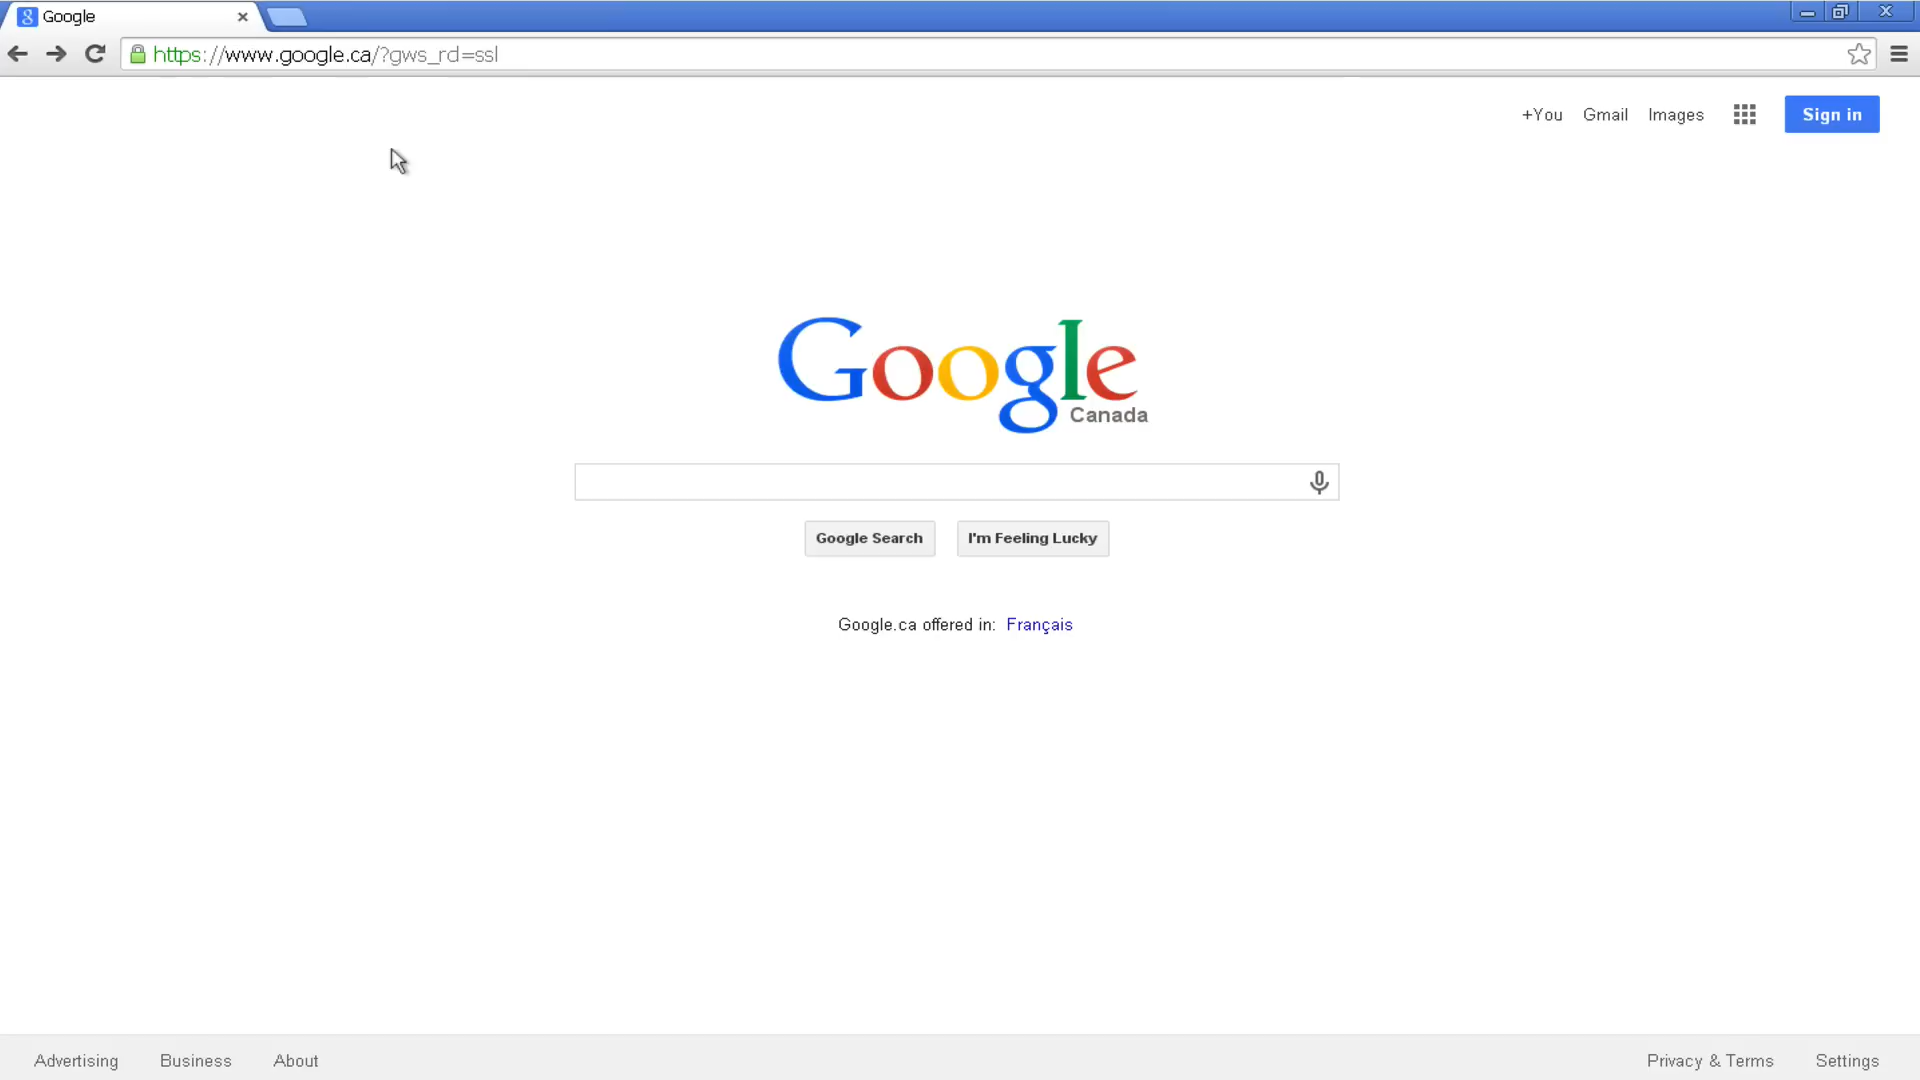 Google
https://www.google.ca/?gws_rd=ssl
+You Gmail Images Sign in
Google
Canada
Google Search I'm Feeling Lucky
Google.ca offered in: Français
Advertising Business About Privacy & Terms Settings